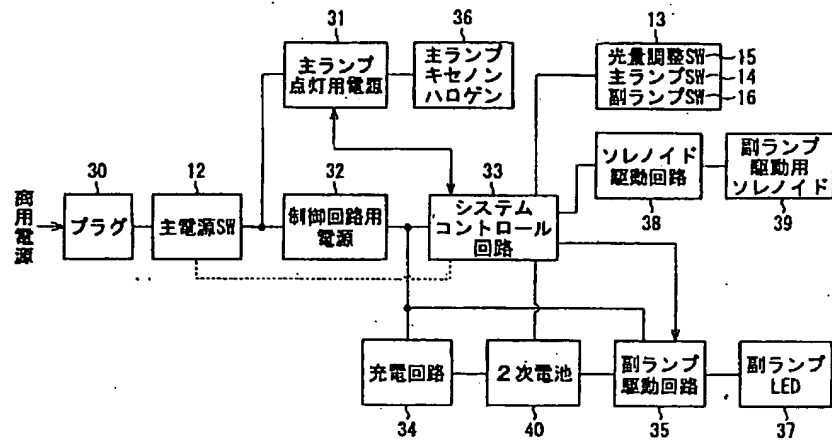 31
主ランプ
点灯用電源
36
主ランプ
キセノン
ハロゲン
13
光量調整SW
15
主ランプSW
14
副ランプSW
16
商用電源
30
プラグ
12
主電源SW
32
制御回路用
電源
33
システム
コントロール
回路
ソレノイド
駆動回路
38
副ランプ
駆動用
ソレノイド
39
充電回路
34
2次電池
40
副ランプ
駆動回路
35
副ランプ
LED
37